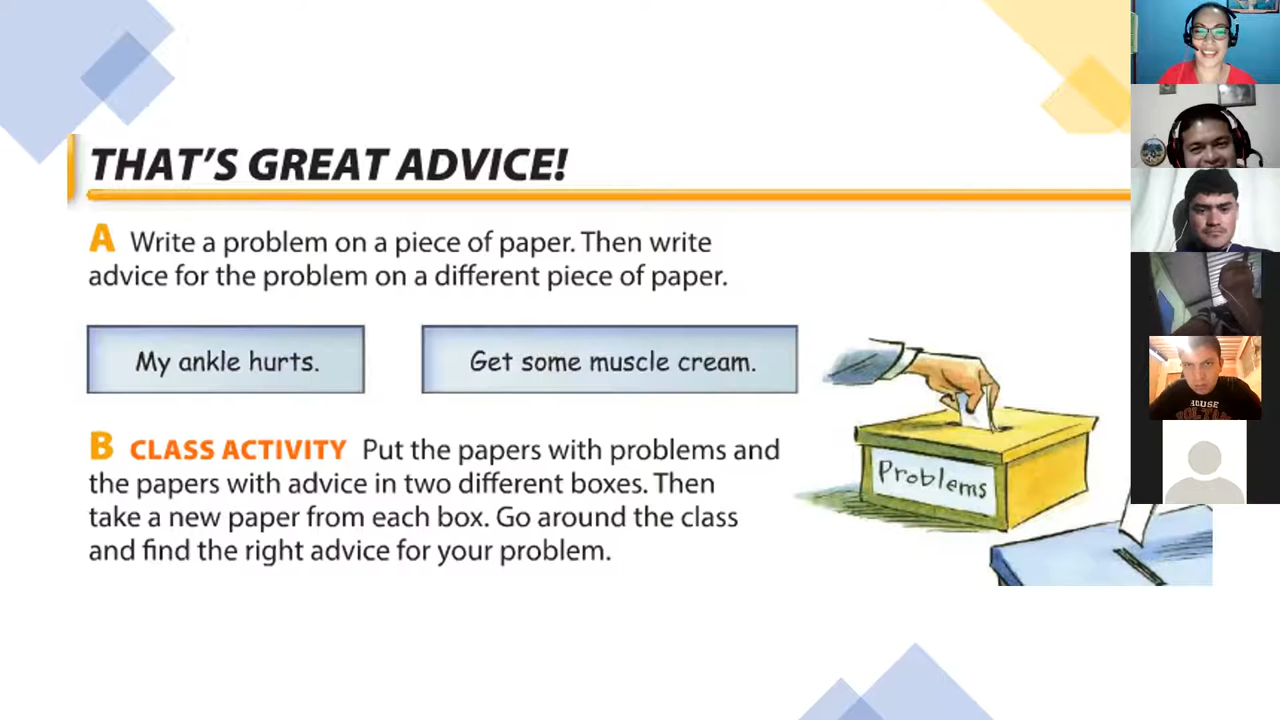 THAT'S GREAT ADVICE!
A Write a problem on a piece of paper. Then write
advice for the problem on a different piece of paper.
My ankle hurts.
Get some muscle cream.
B CLASS ACTIVITY Put the papers with problems and
the papers with advice in two different boxes. Then
take a new paper from each box. Go around the class
and find the right advice for your problem.
Problems
HOUSE